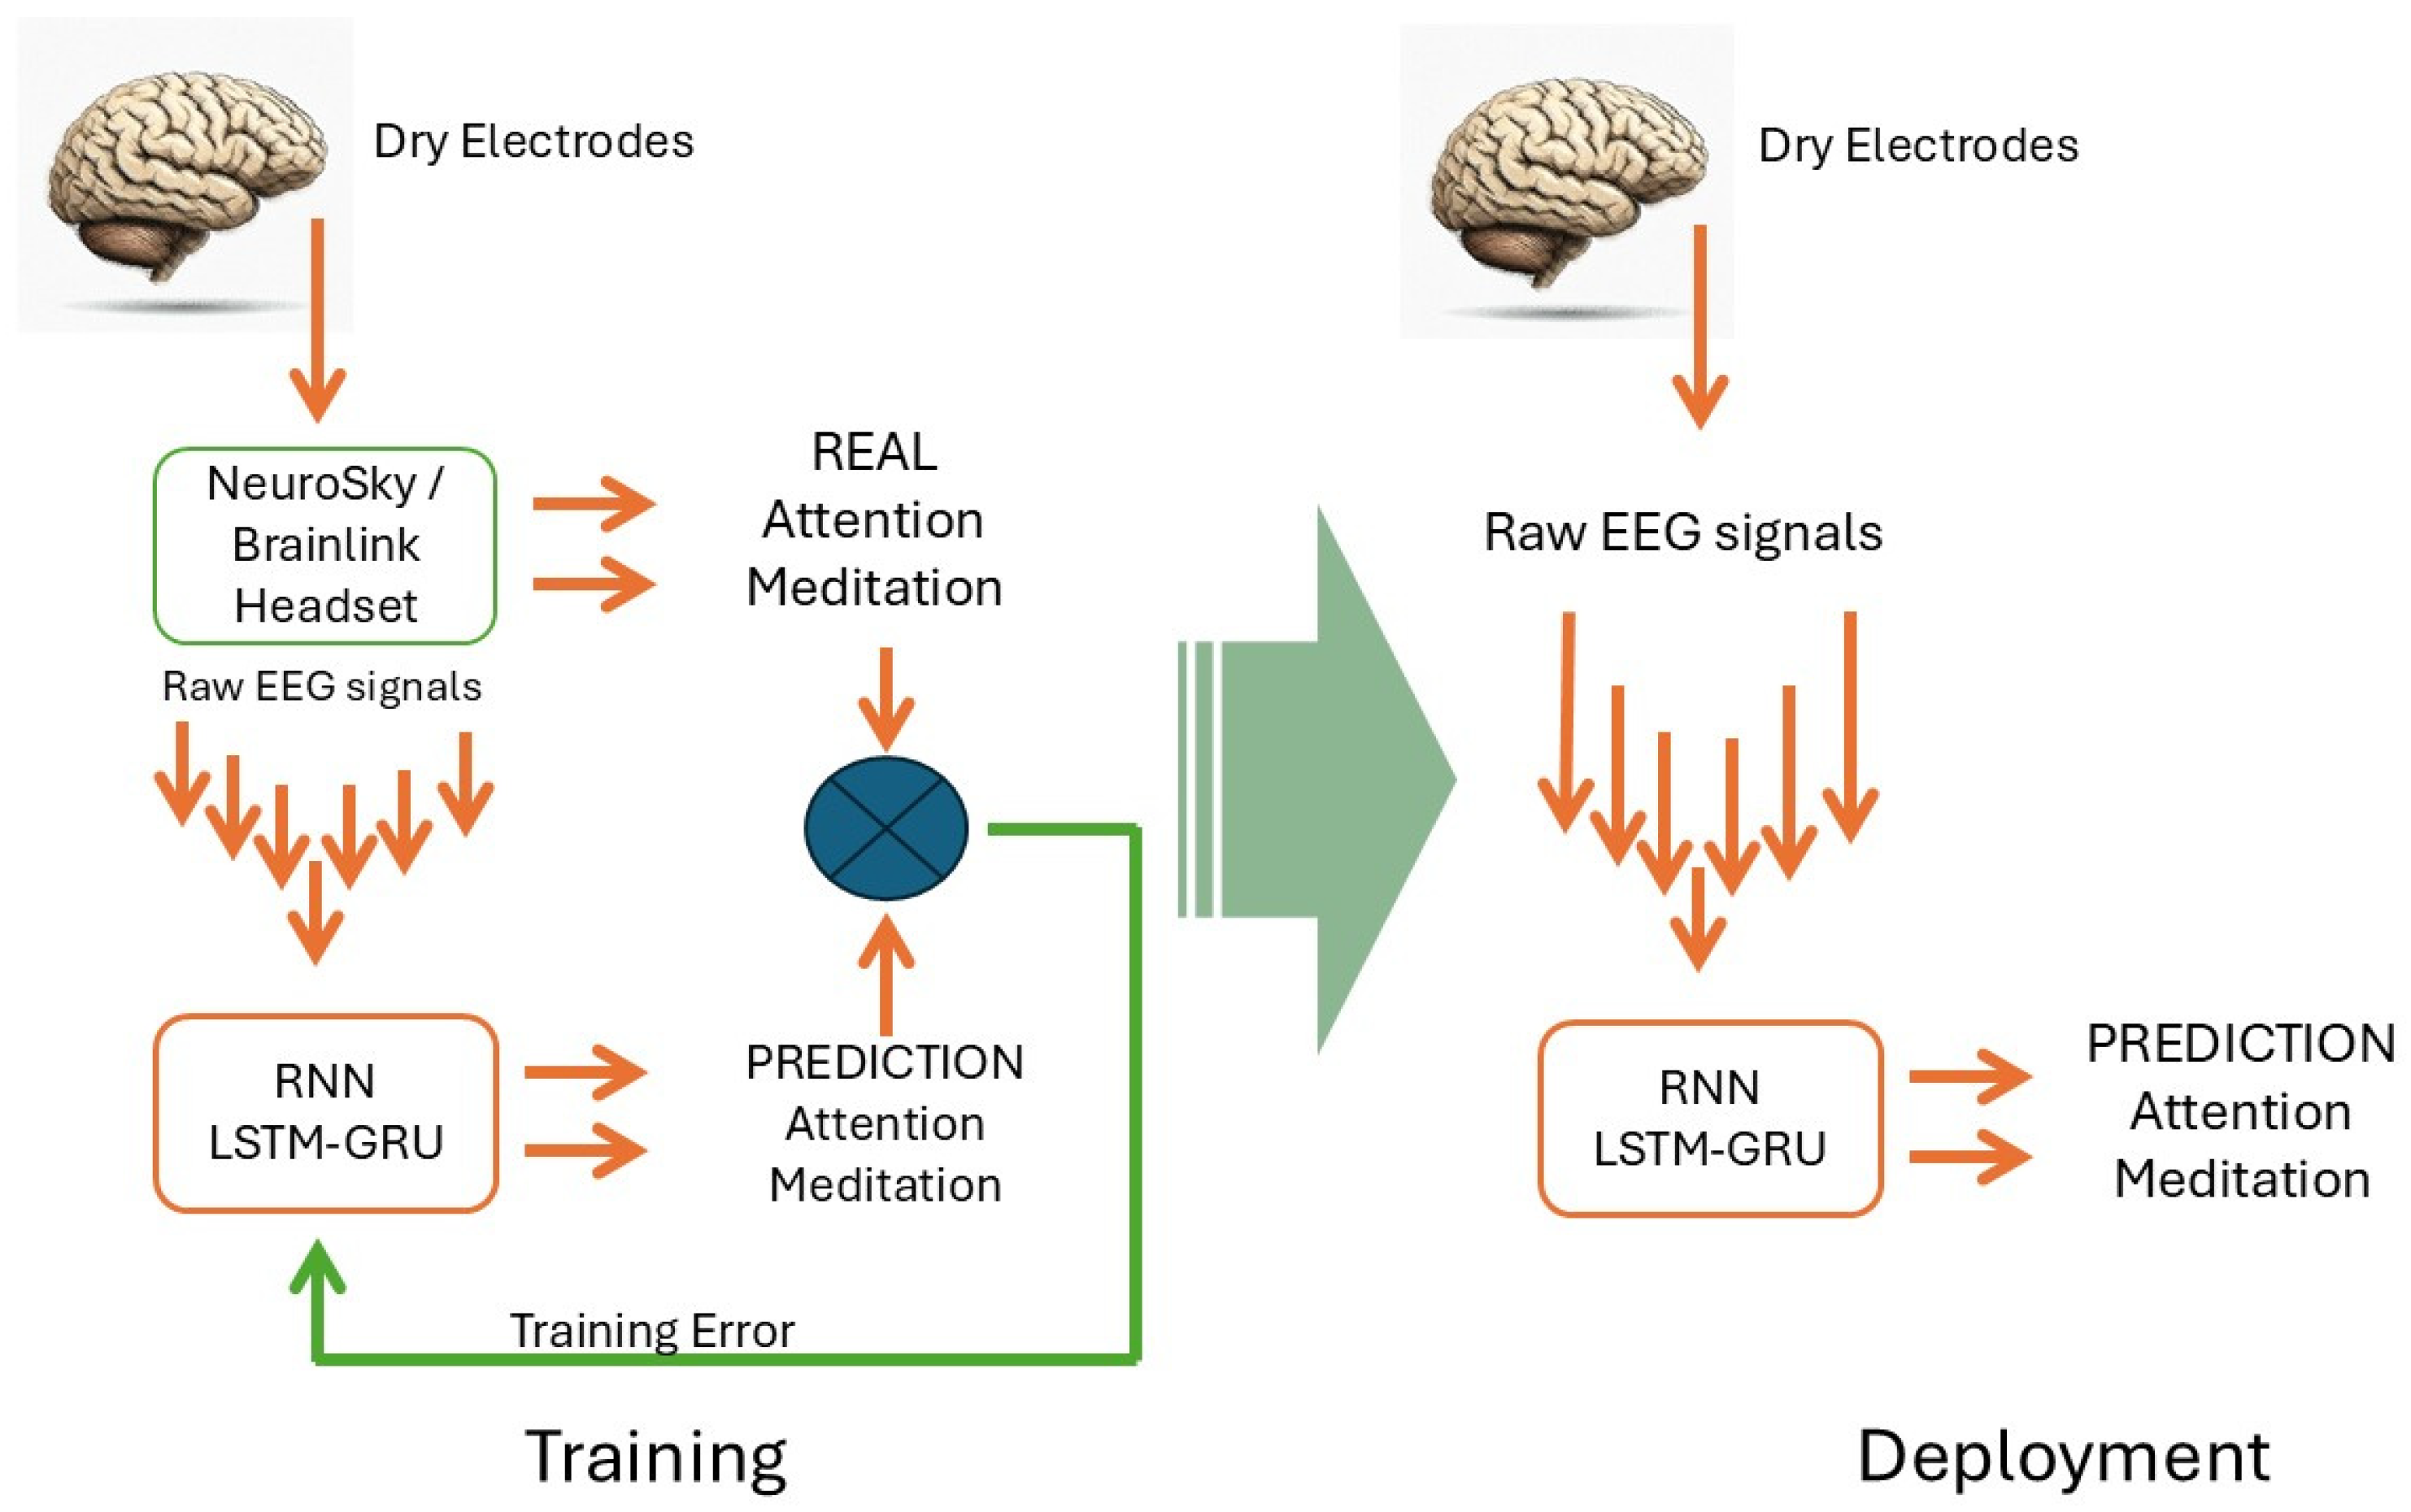 Dry Electrodes
NeuroSky /
Brainlink
Headset
REAL
Attention
Meditation
Raw EEG signals
RNN
LSTM-GRU
PREDICTION
Attention
Meditation
Training Error
Training
Dry Electrodes
Raw EEG signals
RNN
LSTM-GRU
PREDICTION
Attention
Meditation
Deployment